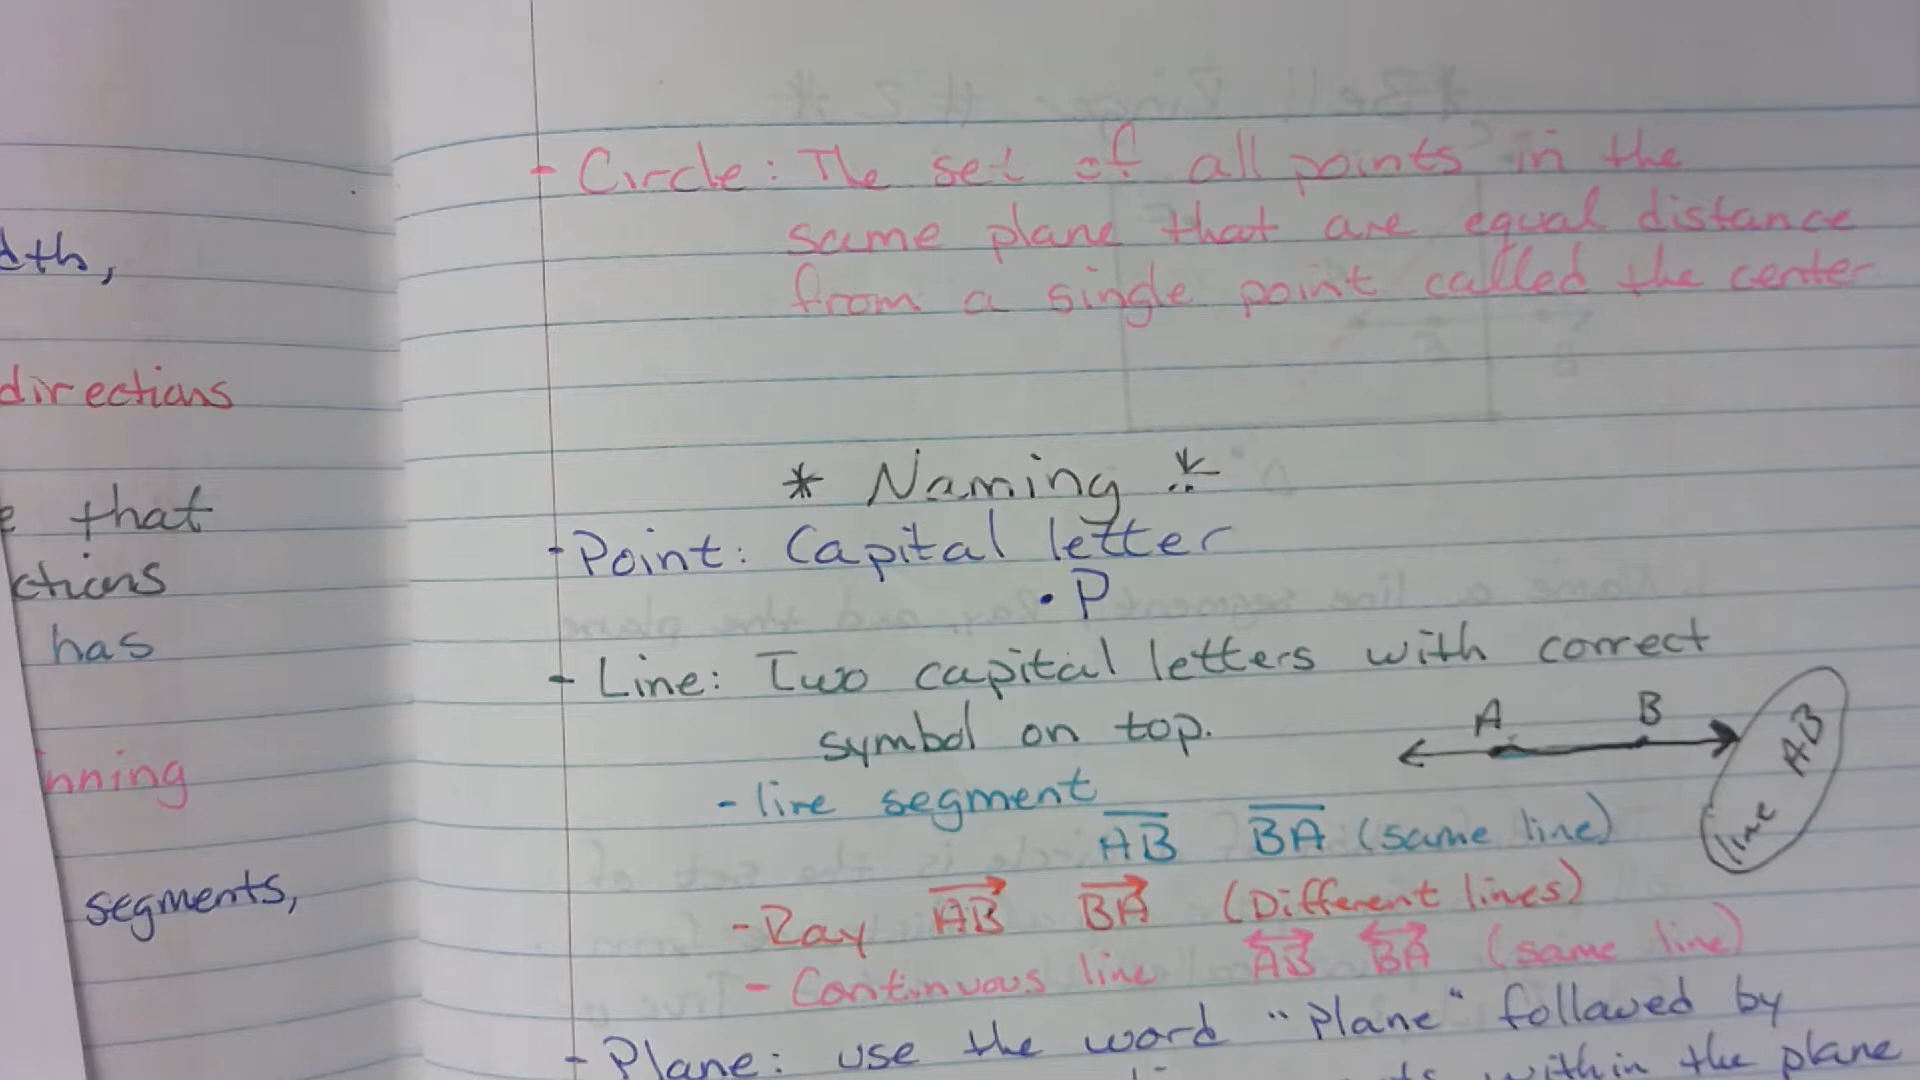 dth,
directions
that
ctions
has
nning
segments,
- Circle: The set of all points in the
same plane that are equal distance
from a single point called the center
* Naming *
- Point: Capital letter
• P
- Line: Two capital letters with correct
symbol on top.
A B
line AB
- line segment
AB BA (same line)
- Ray AB BA (Different lines)
- Continuous line AB BA (same line)
- Plane: use the word "Plane" followed by
within the plane